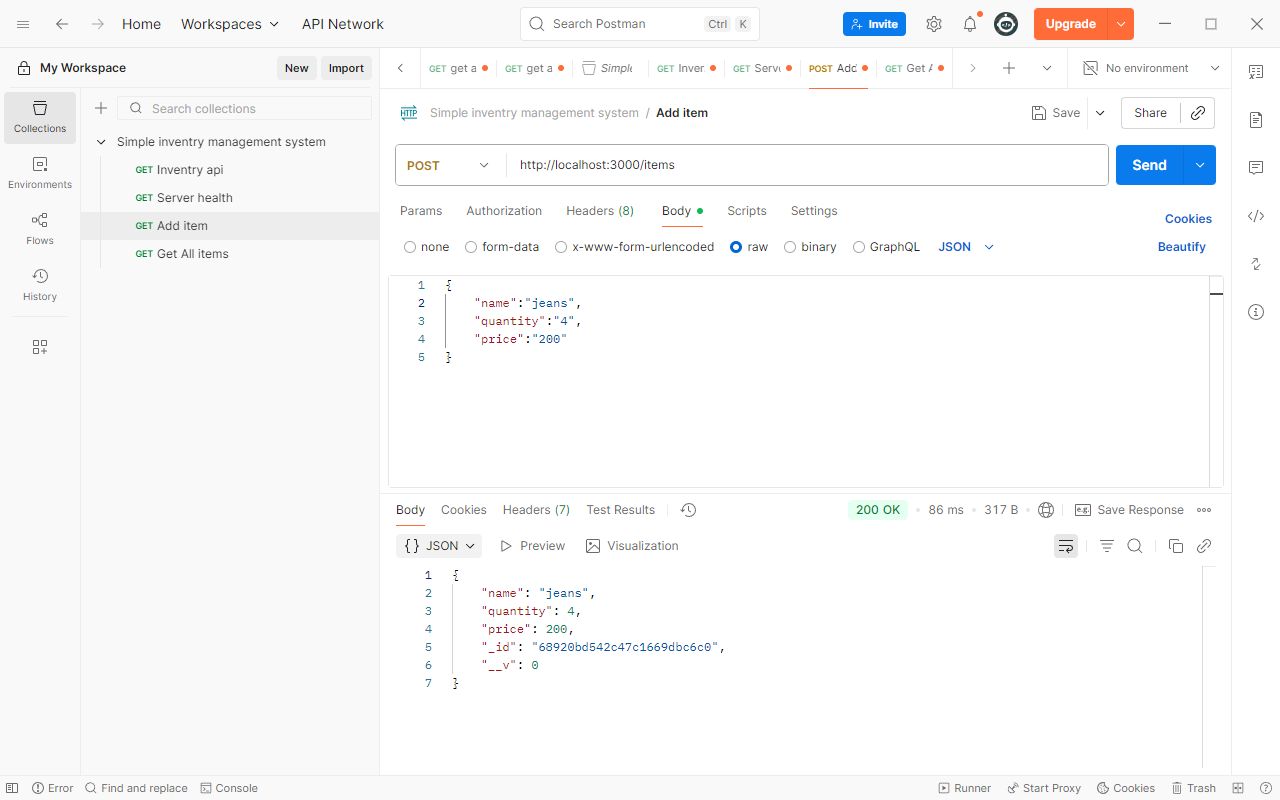 Home Workspaces API Network Search Postman Ctrl K Invite Upgrade
My Workspace New Import
GET get a GET get a Simple GET Inver GET Serve POST Add GET Get A No environment
Collections
Environments
Flows
History
Search collections
Simple inventry management system
GET Inventry api
GET Server health
GET Add item
GET Get All items
HTTP Simple inventry management system / Add item Save Share
POST http://localhost:3000/items Send
Params Authorization Headers (8) Body Scripts Settings Cookies
none form-data x-www-form-urlencoded raw binary GraphQL JSON Beautify
1 {
2 "name":"jeans",
3 "quantity":"4",
4 "price":"200"
5 }
Body Cookies Headers (7) Test Results 200 OK 86 ms 317 B e.g. Save Response
{} JSON Preview Visualization
1 {
2 "name": "jeans",
3 "quantity": 4,
4 "price": 200,
5 "_id": "68920bd542c47c1669dbc6c0",
6 "__v": 0
7 }
Error Find and replace Console Runner Start Proxy Cookies Trash